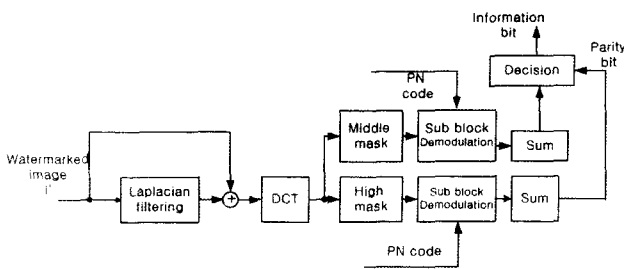 Information
bit
Parity
bit
Decision
PN
code
Middle
mask
Sub block
Demodulation
Sum
Watermarked
image
i'
Laplacian
filtering
+
DCT
High
mask
Sub block
Demodulation
Sum
PN code